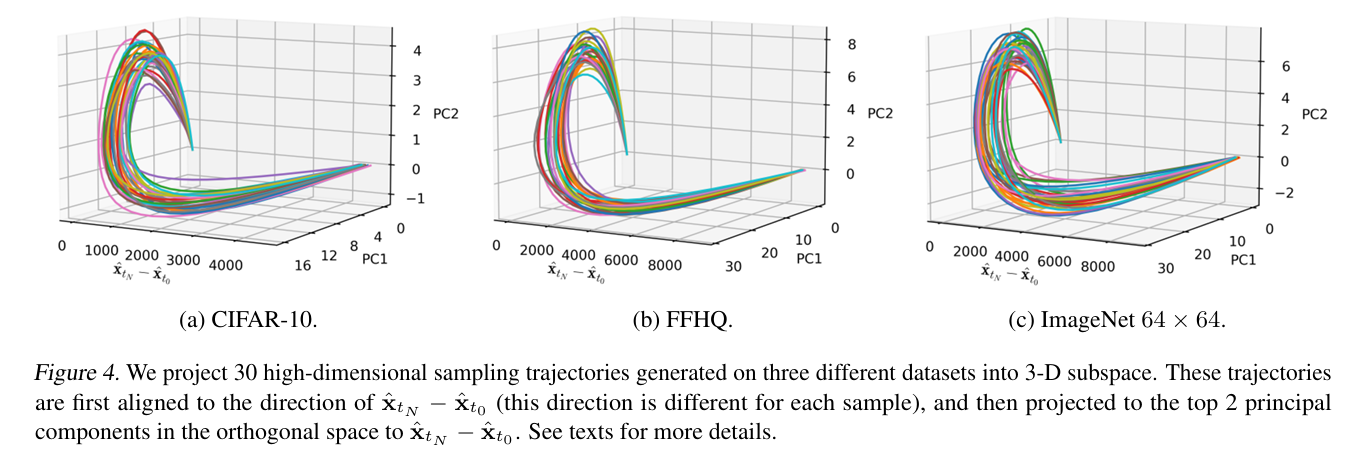 4
3
2
1
0
−1
PC2
0 1000 2000 3000 4000
x̂_{t_N} − x̂_{t_0}
16 12 8 4 0
PC1
8
6
4
2
0
PC2
0 2000 4000 6000 8000
x̂_{t_N} − x̂_{t_0}
30 20 10 0
PC1
6
4
2
0
−2
PC2
0 2000 4000 6000 8000
x̂_{t_N} − x̂_{t_0}
30 20 10 0
PC1
(a) CIFAR-10.
(b) FFHQ.
(c) ImageNet 64 × 64.
Figure 4. We project 30 high-dimensional sampling trajectories generated on three different datasets into 3-D subspace. These trajectories
are first aligned to the direction of x̂_{t_N} − x̂_{t_0} (this direction is different for each sample), and then projected to the top 2 principal
components in the orthogonal space to x̂_{t_N} − x̂_{t_0}. See texts for more details.